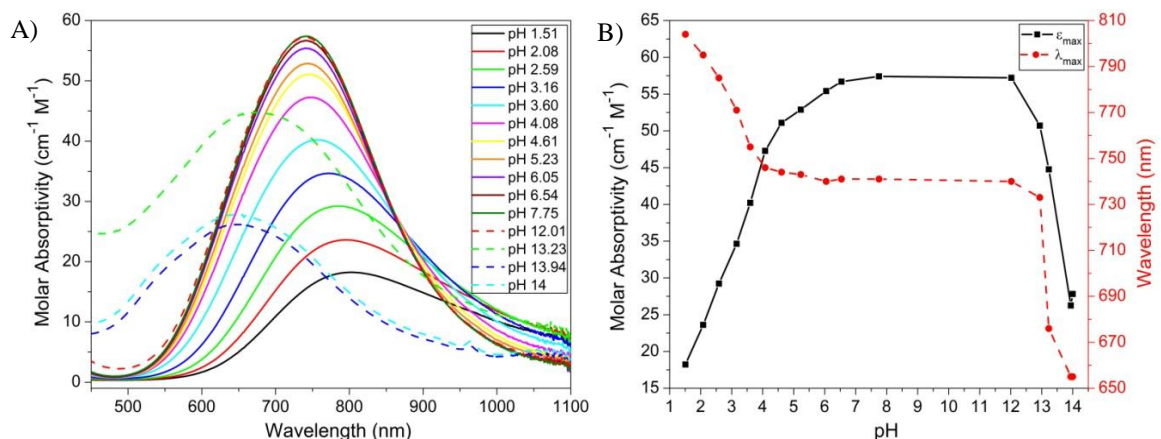 A)
Molar Absorptivity (cm⁻¹ M⁻¹)
60
50
40
30
20
10
0
500 600 700 800 900 1000 1100
Wavelength (nm)
pH 1.51
pH 2.08
pH 2.59
pH 3.16
pH 3.60
pH 4.08
pH 4.61
pH 5.23
pH 6.05
pH 6.54
pH 7.75
pH 12.01
pH 13.23
pH 13.94
pH 14
B)
Molar Absorptivity (cm⁻¹ M⁻¹)
65
60
55
50
45
40
35
30
25
20
15
1 2 3 4 5 6 7 8 9 10 11 12 13 14
pH
εmax
λmax
810
790
770
750
730
710
690
670
650
Wavelength (nm)